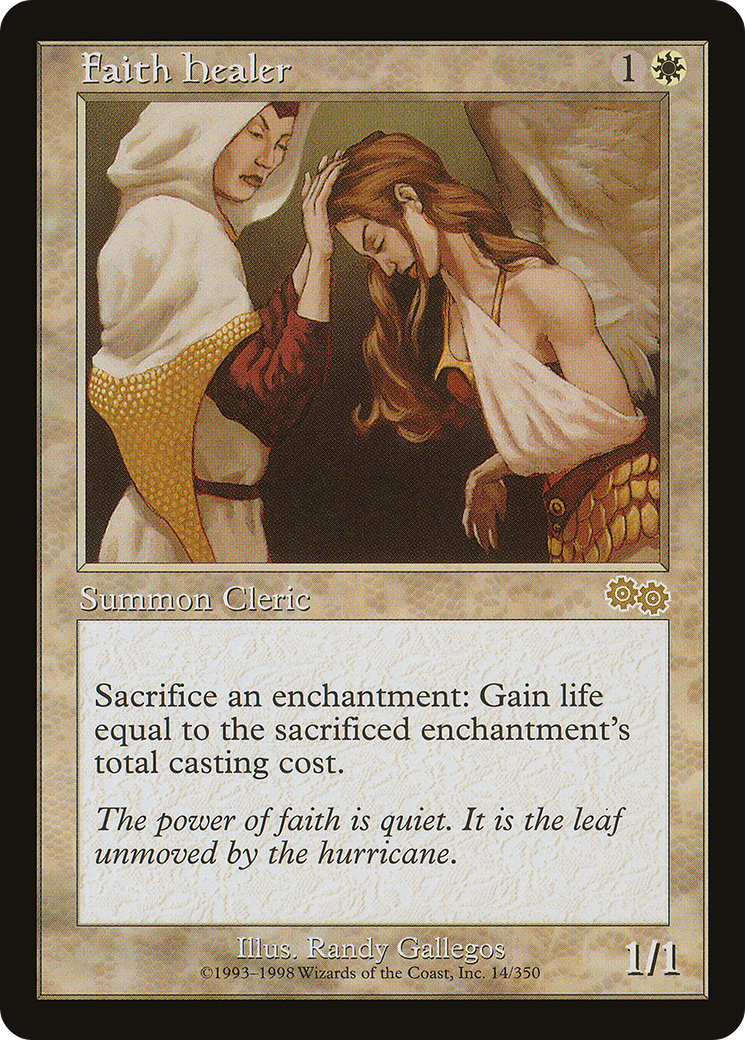 Faith Healer 1
Summon Cleric
Sacrifice an enchantment: Gain life
equal to the sacrificed enchantment's
total casting cost.
The power of faith is quiet. It is the leaf
unmoved by the hurricane.
Illus. Randy Gallegos
©1993–1998 Wizards of the Coast, Inc. 14/350
1/1